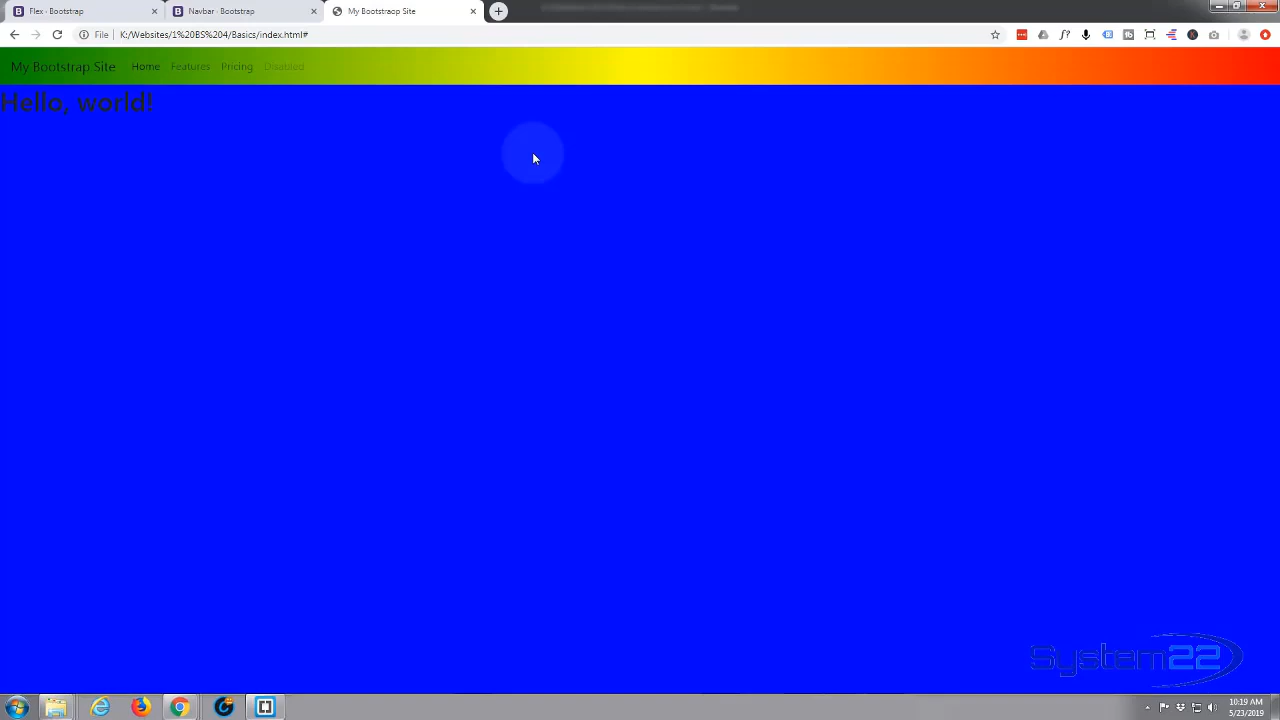 Flex · Bootstrap
Navbar · Bootstrap
My Bootstraop Site
File
K:/Websites/1%20BS%204/Basics/index.html#
My Bootstrap Site
Home
Features
Pricing
Disabled
Hello, world!
System22
10:19 AM
5/23/2019